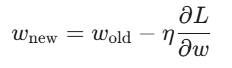 w_new = w_old − η ∂L/∂w